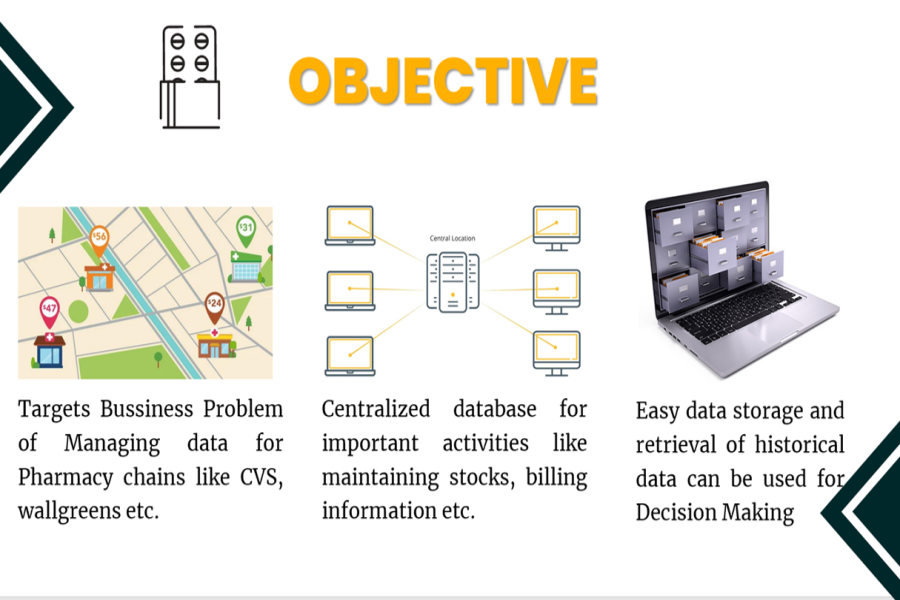 OBJECTIVE
$56
$31
$47
$24
Central Location
Targets Bussiness Problem
of Managing data for
Pharmacy chains like CVS,
wallgreens etc.
Centralized database for
important activities like
maintaining stocks, billing
information etc.
Easy data storage and
retrieval of historical
data can be used for
Decision Making